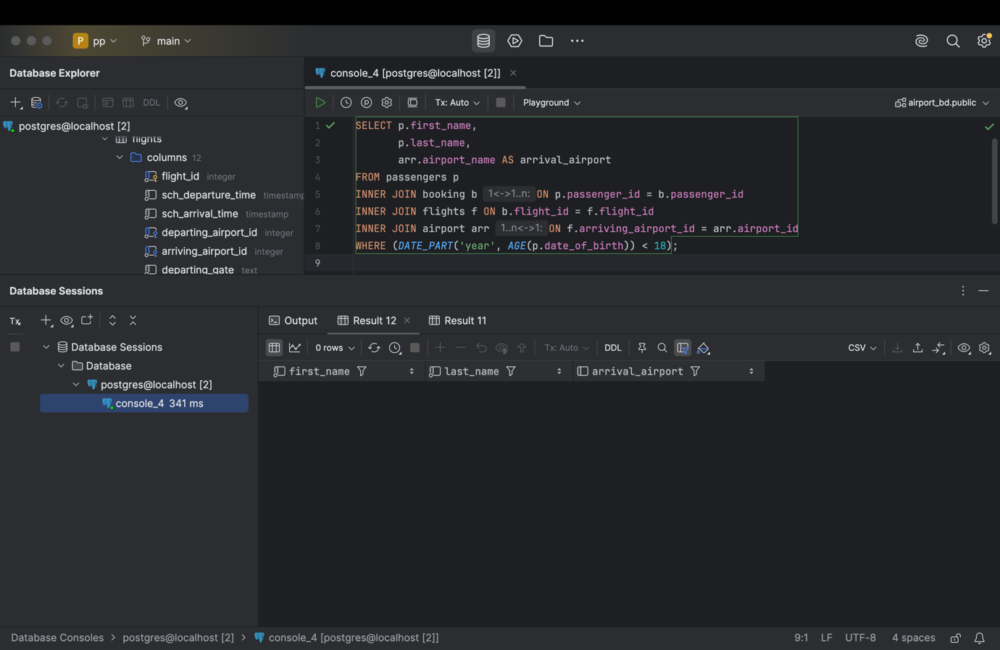 P pp main
Database Explorer
console_4 [postgres@localhost [2]]
DDL
Tx: Auto Playground airport_bd.public
postgres@localhost [2]
flights
columns 12
flight_id integer
sch_departure_time timestamp
sch_arrival_time timestamp
departing_airport_id integer
arriving_airport_id integer
departing_gate text
1 SELECT p.first_name,
2 p.last_name,
3 arr.airport_name AS arrival_airport
4 FROM passengers p
5 INNER JOIN booking b 1<->1..n: ON p.passenger_id = b.passenger_id
6 INNER JOIN flights f ON b.flight_id = f.flight_id
7 INNER JOIN airport arr 1..n<->1: ON f.arriving_airport_id = arr.airport_id
8 WHERE (DATE_PART('year', AGE(p.date_of_birth)) < 18);
9
Database Sessions
Tx
Database Sessions
Database
postgres@localhost [2]
console_4 341 ms
Output Result 12 Result 11
0 rows Tx: Auto DDL CSV
first_name last_name arrival_airport
Database Consoles > postgres@localhost [2] > console_4 [postgres@localhost [2]]
9:1 LF UTF-8 4 spaces